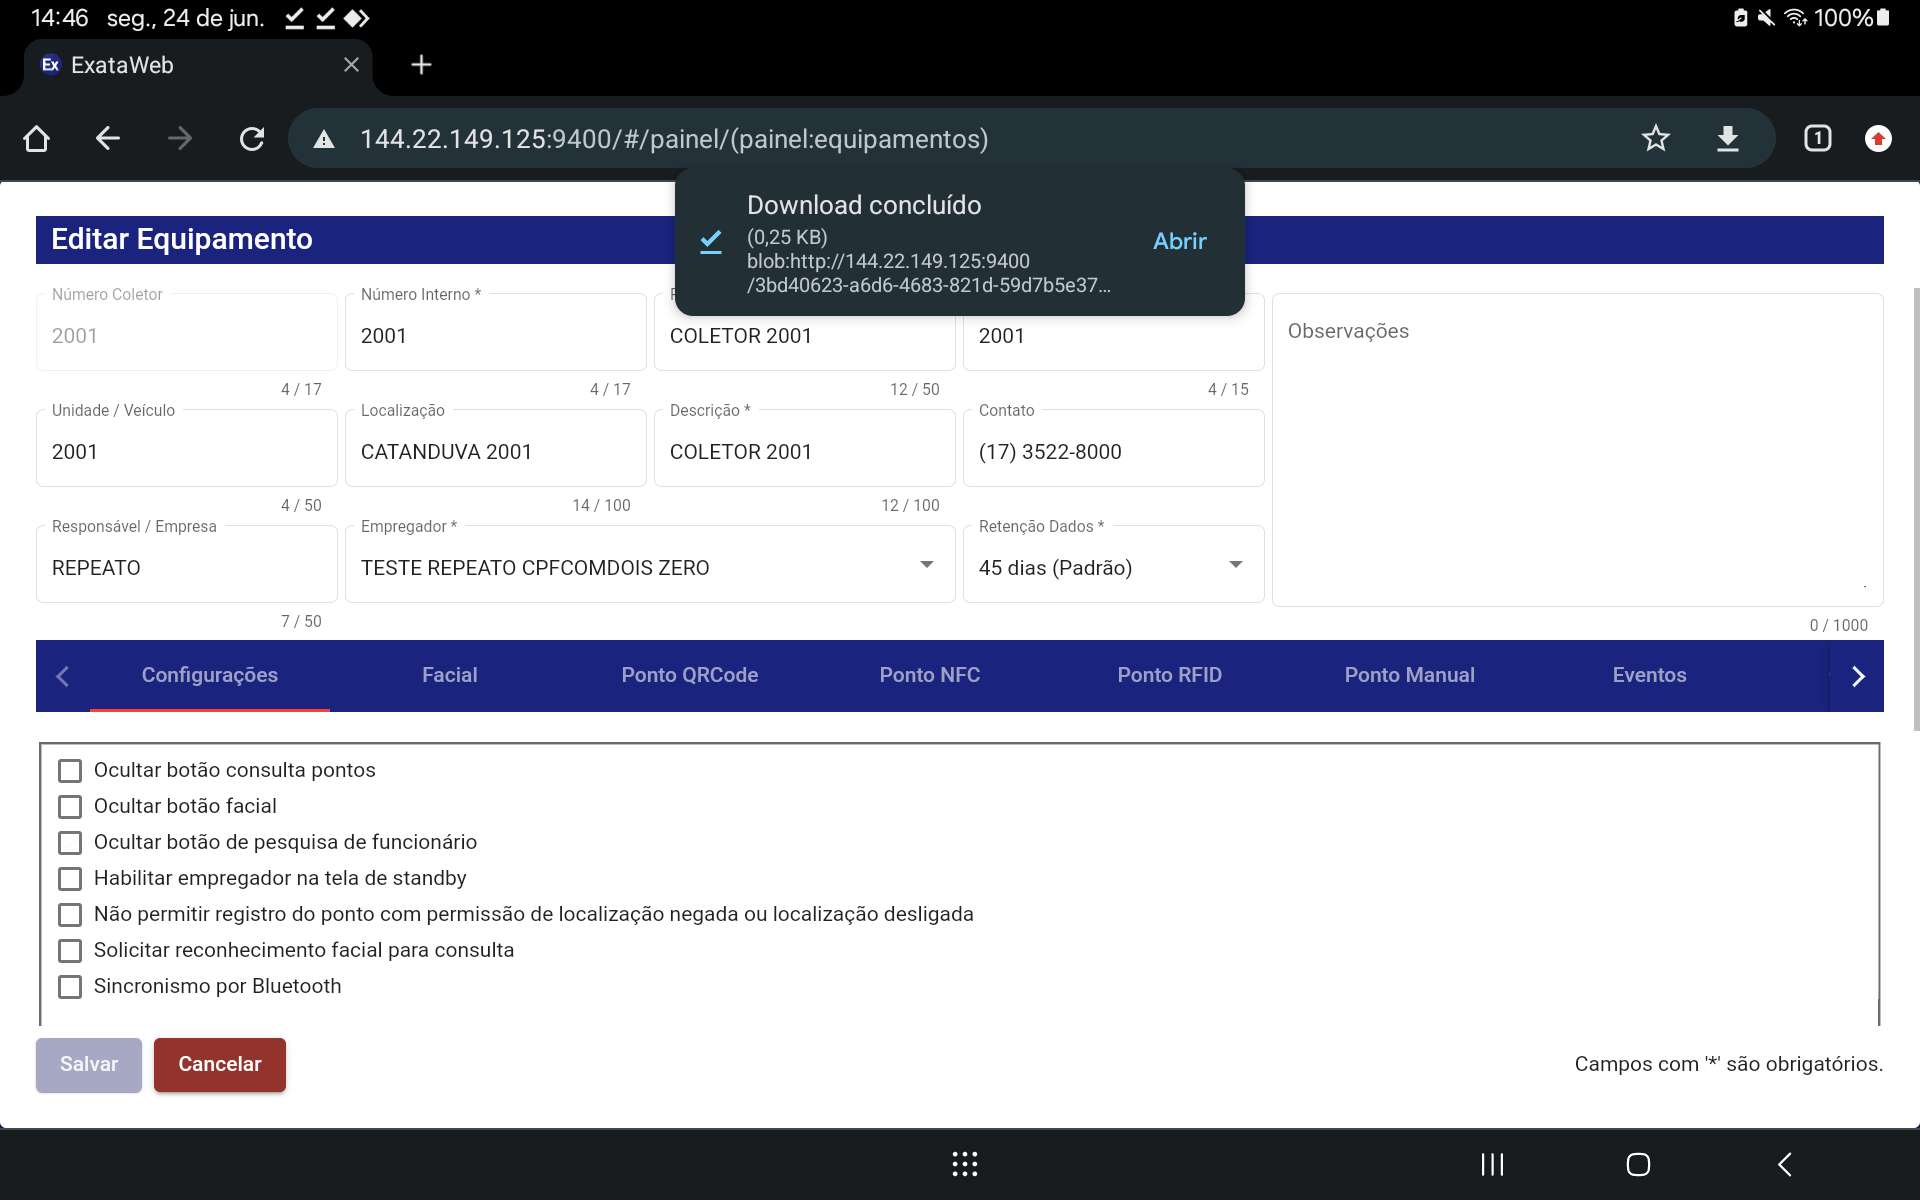 14:46 seg., 24 de jun.
100%
Ex ExataWeb
144.22.149.125:9400/#/painel/(painel:equipamentos)
1
Download concluído
(0,25 KB)
blob:http://144.22.149.125:9400
/3bd40623-a6d6-4683-821d-59d7b5e37...
Abrir
Editar Equipamento
Número Coletor
2001
4 / 17
Número Interno *
2001
4 / 17
COLETOR 2001
12 / 50
2001
4 / 15
Observações
0 / 1000
Unidade / Veículo
2001
4 / 50
Localização
CATANDUVA 2001
14 / 100
Descrição *
COLETOR 2001
12 / 100
Contato
(17) 3522-8000
Responsável / Empresa
REPEATO
7 / 50
Empregador *
TESTE REPEATO CPFCOMDOIS ZERO
Retenção Dados *
45 dias (Padrão)
Configurações Facial Ponto QRCode Ponto NFC Ponto RFID Ponto Manual Eventos
Ocultar botão consulta pontos
Ocultar botão facial
Ocultar botão de pesquisa de funcionário
Habilitar empregador na tela de standby
Não permitir registro do ponto com permissão de localização negada ou localização desligada
Solicitar reconhecimento facial para consulta
Sincronismo por Bluetooth
Salvar Cancelar
Campos com '*' são obrigatórios.